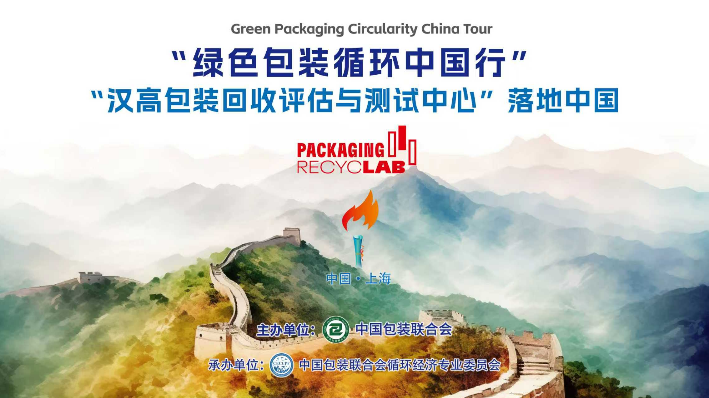 Green Packaging Circularity China Tour
“绿色包装循环中国行”
“汉高包装回收评估与测试中心”落地中国
PACKAGING
RECYCLAB
中国·上海
主办单位：中国包装联合会
承办单位：中国包装联合会循环经济专业委员会